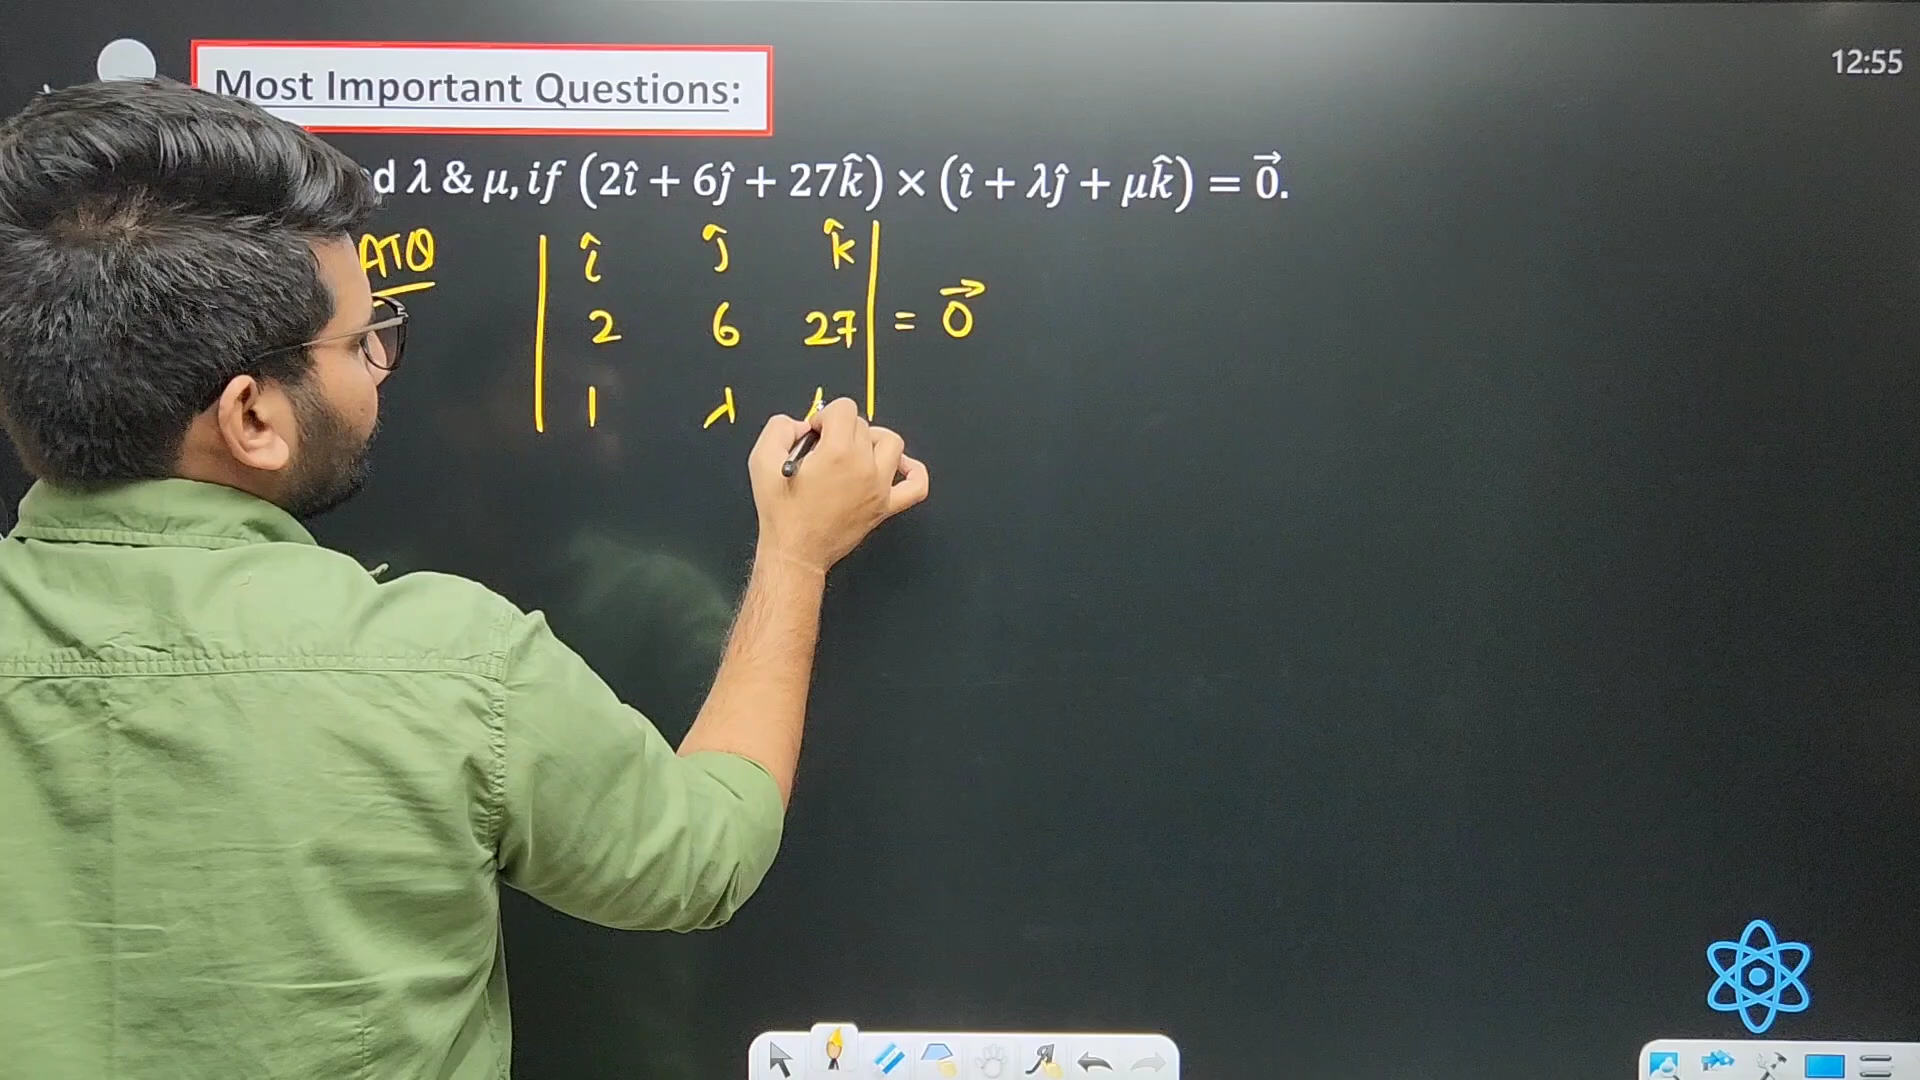 12:55
Most Important Questions:
λ & μ, if (2î + 6ĵ + 27k̂) × (î + λĵ + μk̂) = 0⃗.
ATQ
î ĵ k̂
2 6 27 = 0⃗
1 λ